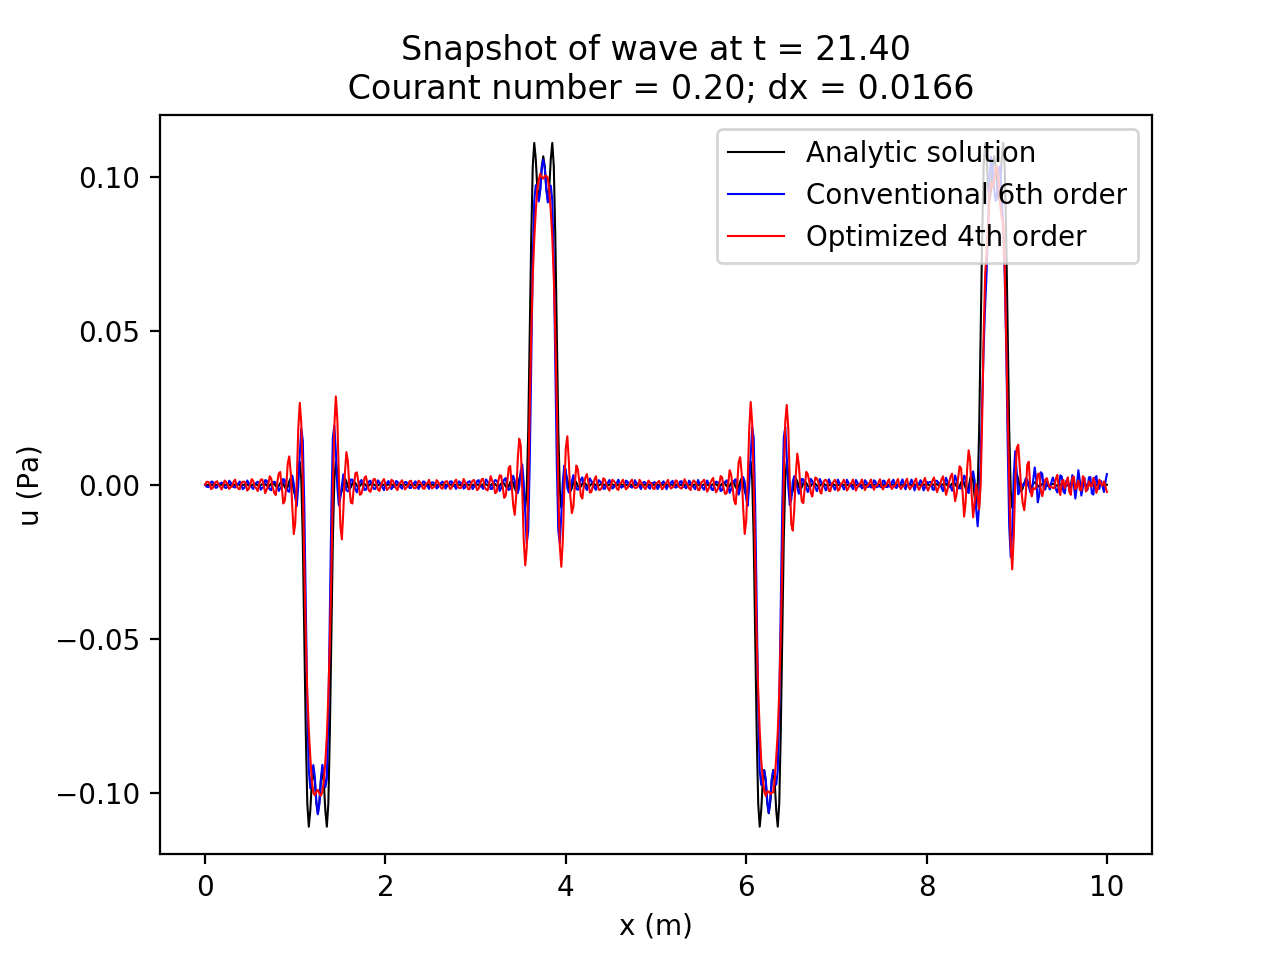 Snapshot of wave at t = 21.40
Courant number = 0.20; dx = 0.0166
Analytic solution
Conventional 6th order
Optimized 4th order
0.10
0.05
0.00
−0.05
−0.10
u (Pa)
0 2 4 6 8 10
x (m)